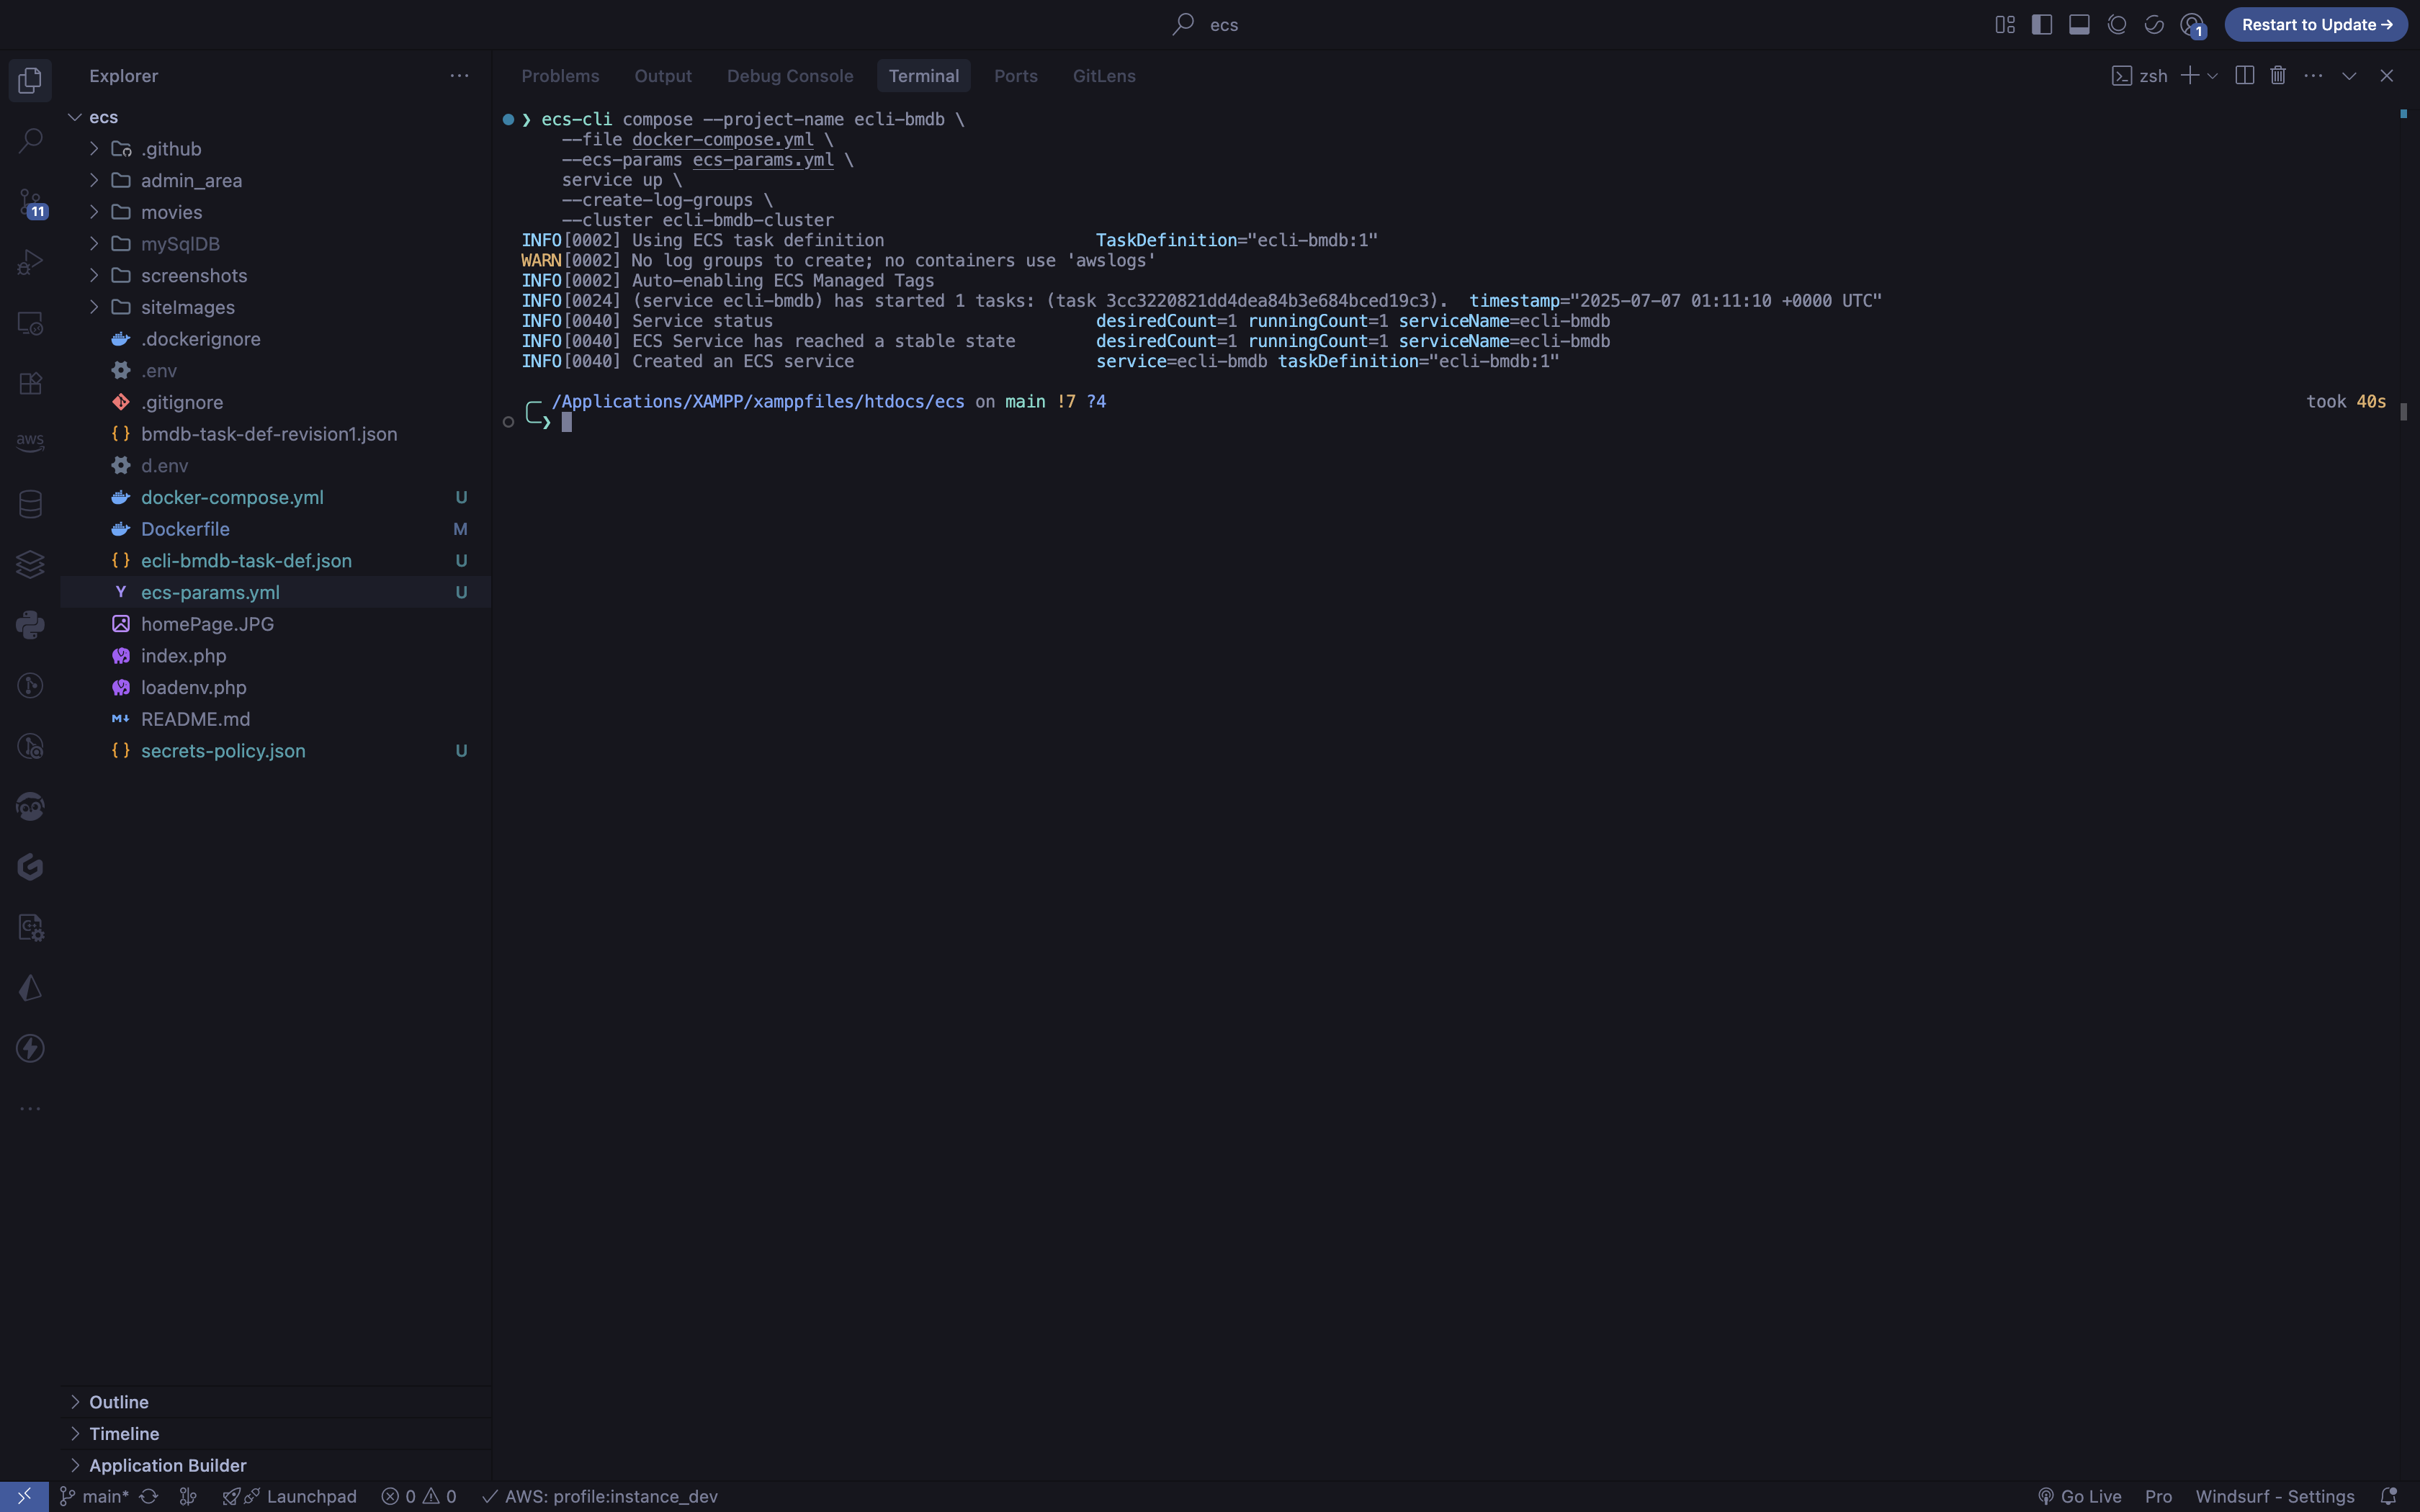 ecs
1
Restart to Update →
Explorer
ecs
.github
admin_area
movies
mySqlDB
screenshots
siteImages
.dockerignore
.env
.gitignore
{ } bmdb-task-def-revision1.json
d.env
docker-compose.yml U
Dockerfile M
{ } ecli-bmdb-task-def.json U
Y ecs-params.yml U
homePage.JPG
index.php
loadenv.php
M↓ README.md
{ } secrets-policy.json U
11
aws
Outline
Timeline
Application Builder
Problems Output Debug Console Terminal Ports GitLens
zsh
❯ ecs-cli compose --project-name ecli-bmdb \
--file docker-compose.yml \
--ecs-params ecs-params.yml \
service up \
--create-log-groups \
--cluster ecli-bmdb-cluster
INFO[0002] Using ECS task definition TaskDefinition="ecli-bmdb:1"
WARN[0002] No log groups to create; no containers use 'awslogs'
INFO[0002] Auto-enabling ECS Managed Tags
INFO[0024] (service ecli-bmdb) has started 1 tasks: (task 3cc3220821dd4dea84b3e684bced19c3). timestamp="2025-07-07 01:11:10 +0000 UTC"
INFO[0040] Service status desiredCount=1 runningCount=1 serviceName=ecli-bmdb
INFO[0040] ECS Service has reached a stable state desiredCount=1 runningCount=1 serviceName=ecli-bmdb
INFO[0040] Created an ECS service service=ecli-bmdb taskDefinition="ecli-bmdb:1"
/Applications/XAMPP/xamppfiles/htdocs/ecs on main !7 ?4 took 40s
❯
main* Launchpad 0 0 AWS: profile:instance_dev Go Live Pro Windsurf - Settings